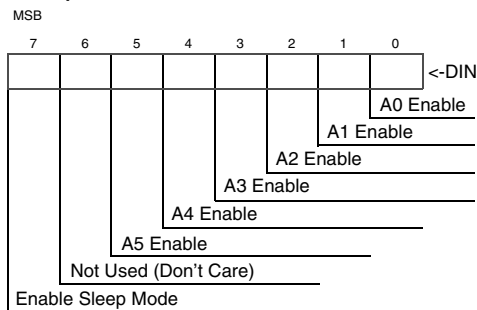 MSB
7 6 5 4 3 2 1 0
<-DIN
A0 Enable
A1 Enable
A2 Enable
A3 Enable
A4 Enable
A5 Enable
Not Used (Don't Care)
Enable Sleep Mode